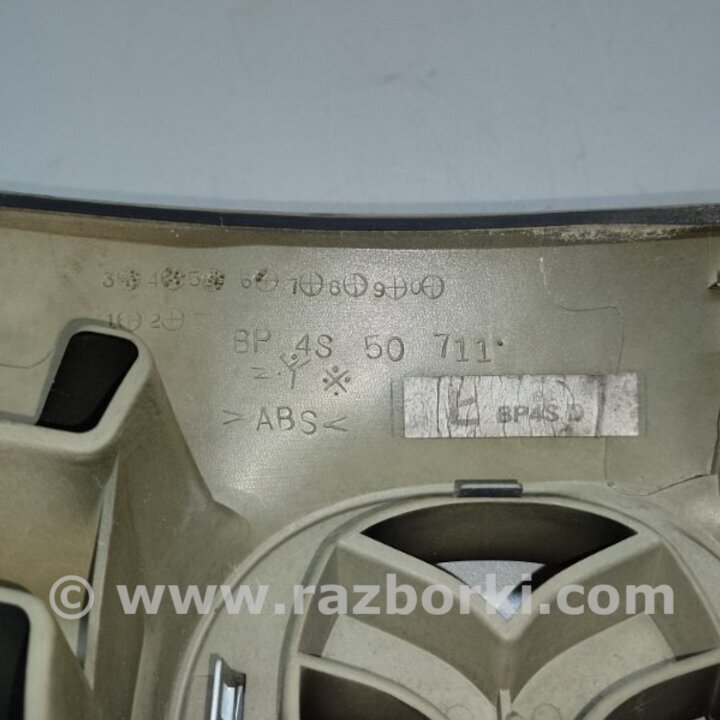 3 4 5 6 7 8 9 0
1 2
BP 4S 50 711
>ABS<
L BP4S D
© www.razborki.com